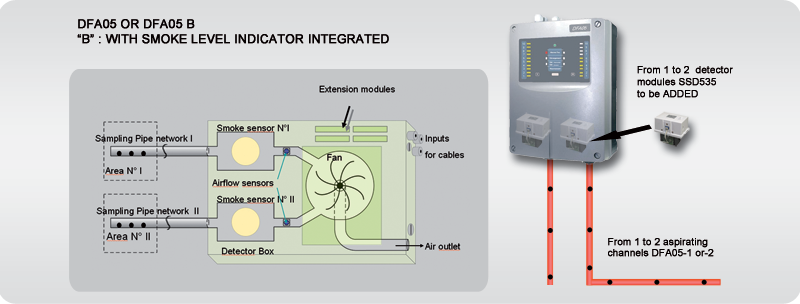 DFA05 OR DFA05 B
“B” : WITH SMOKE LEVEL INDICATOR INTEGRATED
Extension modules
Smoke sensor N°I
Sampling Pipe network I
Inputs
for cables
Fan
Area N° I
Airflow sensors
Smoke sensor N° II
Sampling Pipe network II
Area N° II
Detector Box
Air outlet
From 1 to 2 detector
modules SSD535
to be ADDED
From 1 to 2 aspirating
channels DFA05-1 or-2